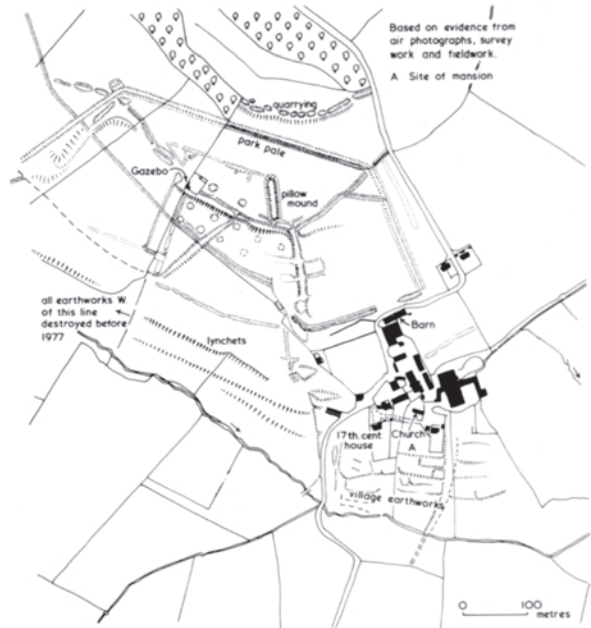 Based on evidence from
air photographs, survey
work and fieldwork.
A Site of mansion
quarrying
park pale
Gazebo
pillow
mound
all earthworks W.
of this line
destroyed before
1977
lynchets
Barn
17th. cent.
house
Church
A
village earthworks
0 100
metres